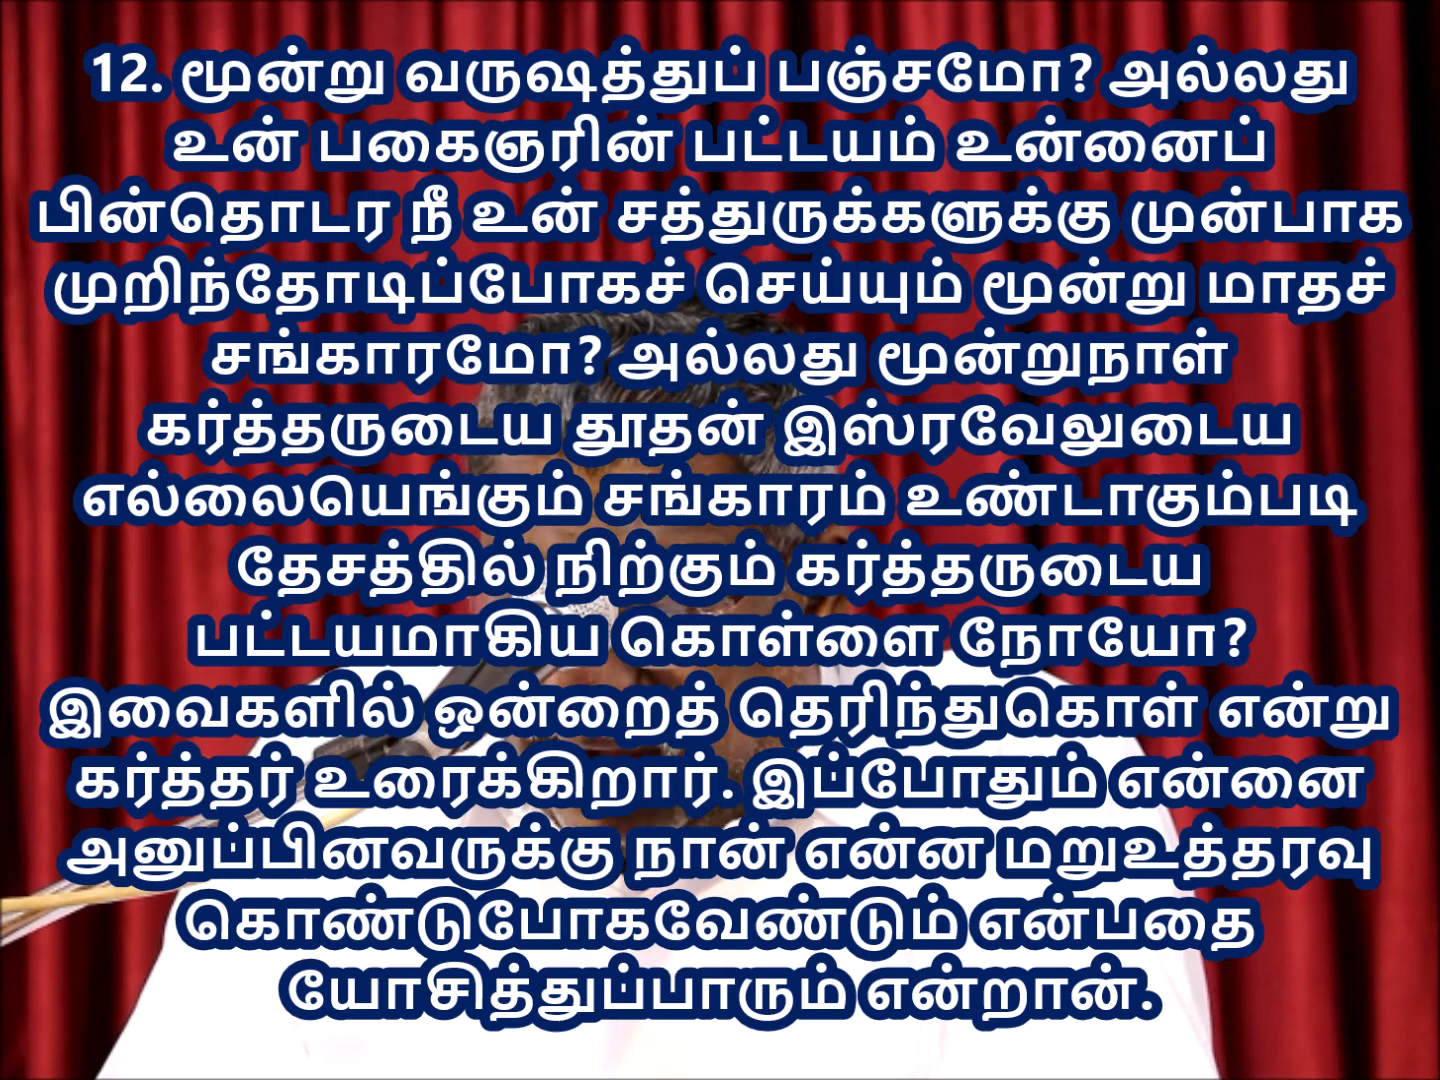 12. மூன்று வருஷத்துப் பஞ்சமோ? அல்லது
உன் பகைஞரின் பட்டயம் உன்னைப்
பின்தொடர நீ உன் சத்துருக்களுக்கு முன்பாக
முறிந்தோடிப்போகச் செய்யும் மூன்று மாதச்
சங்காரமோ? அல்லது மூன்றுநாள்
கர்த்தருடைய தூதன் இஸ்ரவேலுடைய
எல்லையெங்கும் சங்காரம் உண்டாகும்படி
தேசத்தில் நிற்கும் கர்த்தருடைய
பட்டயமாகிய கொள்ளை நோயோ?
இவைகளில் ஒன்றைத் தெரிந்துகொள் என்று
கர்த்தர் உரைக்கிறார். இப்போதும் என்னை
அனுப்பினவருக்கு நான் என்ன மறுஉத்தரவு
கொண்டுபோகவேண்டும் என்பதை
யோசித்துப்பாரும் என்றான்.